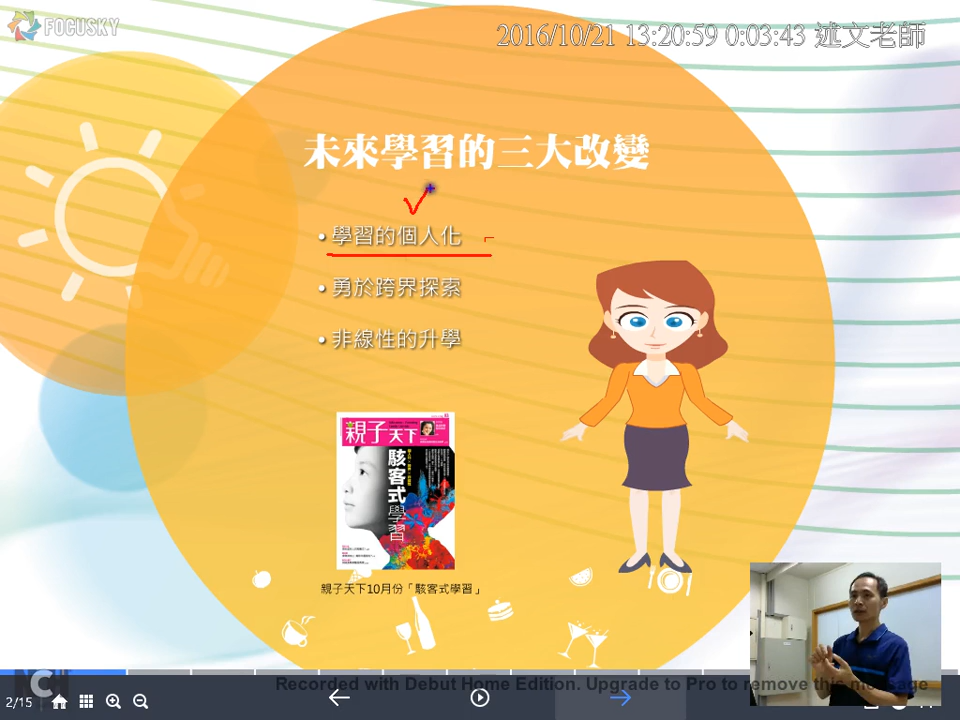 FOCUSKY
2016/10/21 13:20:59 0:03:43 述文老師
未來學習的三大改變
• 學習的個人化
• 勇於跨界探索
• 非線性的升學
親子天下
駭客式學習
親子天下10月份「駭客式學習」
Recorded with Debut Home Edition. Upgrade to Pro to remove this message
2/15